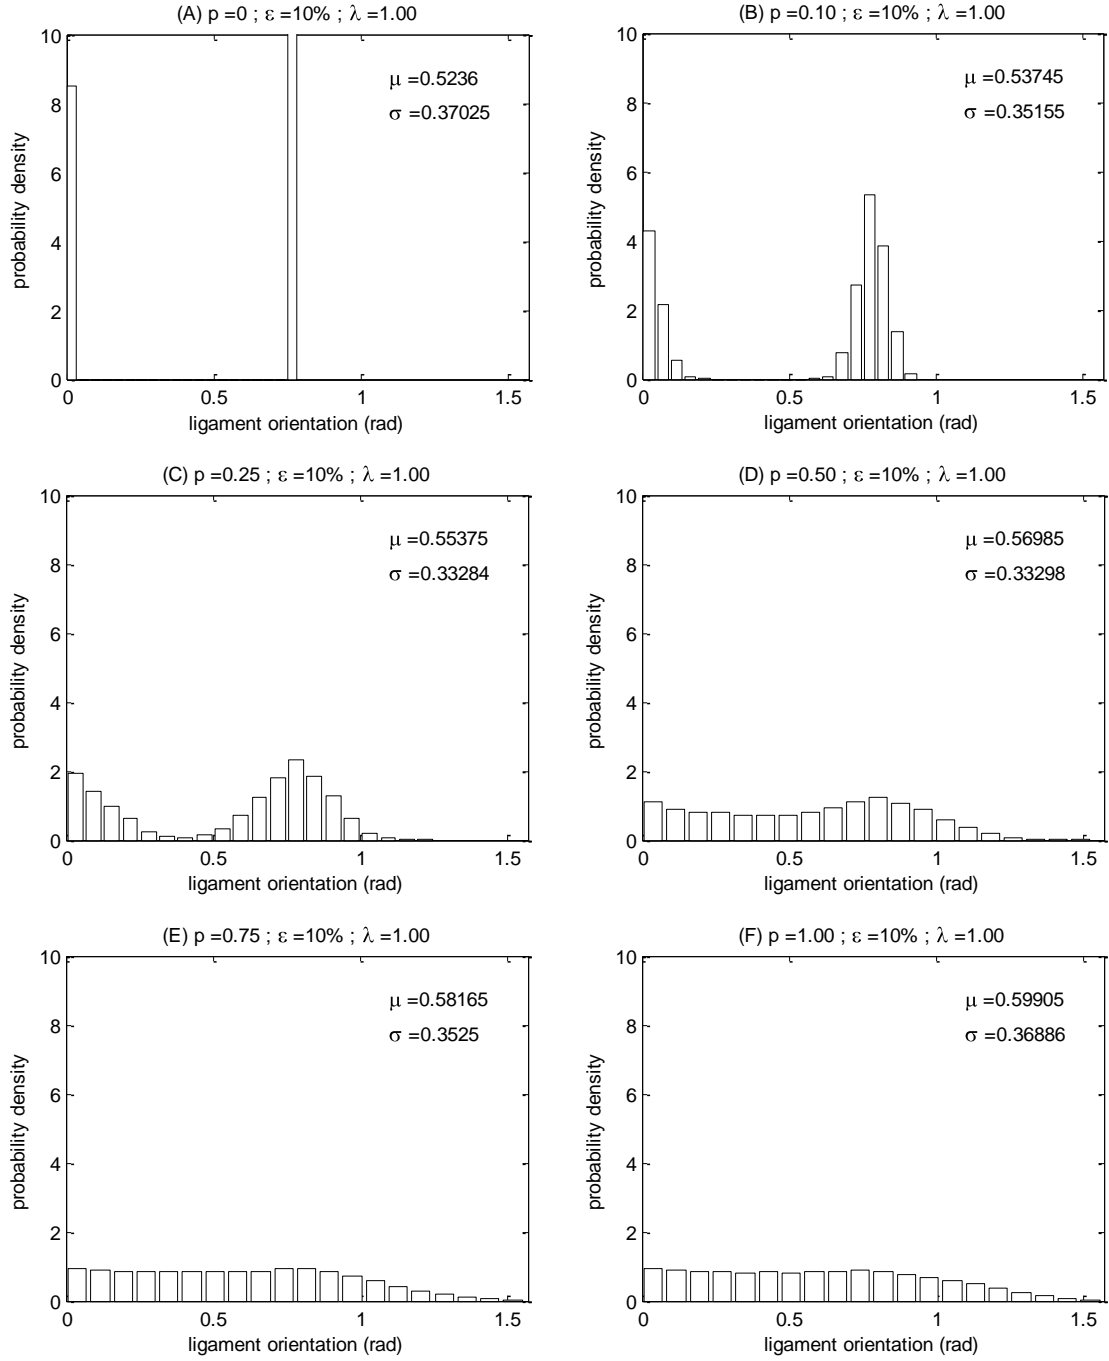 (A) p =0 ; ε =10% ; λ =1.00
10
8
6
4
2
0
probability density
μ =0.5236
σ =0.37025
0 0.5 1 1.5
ligament orientation (rad)
(B) p =0.10 ; ε =10% ; λ =1.00
10
8
6
4
2
0
probability density
μ =0.53745
σ =0.35155
0 0.5 1 1.5
ligament orientation (rad)
(C) p =0.25 ; ε =10% ; λ =1.00
10
8
6
4
2
0
probability density
μ =0.55375
σ =0.33284
0 0.5 1 1.5
ligament orientation (rad)
(D) p =0.50 ; ε =10% ; λ =1.00
10
8
6
4
2
0
probability density
μ =0.56985
σ =0.33298
0 0.5 1 1.5
ligament orientation (rad)
(E) p =0.75 ; ε =10% ; λ =1.00
10
8
6
4
2
0
probability density
μ =0.58165
σ =0.3525
0 0.5 1 1.5
ligament orientation (rad)
(F) p =1.00 ; ε =10% ; λ =1.00
10
8
6
4
2
0
probability density
μ =0.59905
σ =0.36886
0 0.5 1 1.5
ligament orientation (rad)